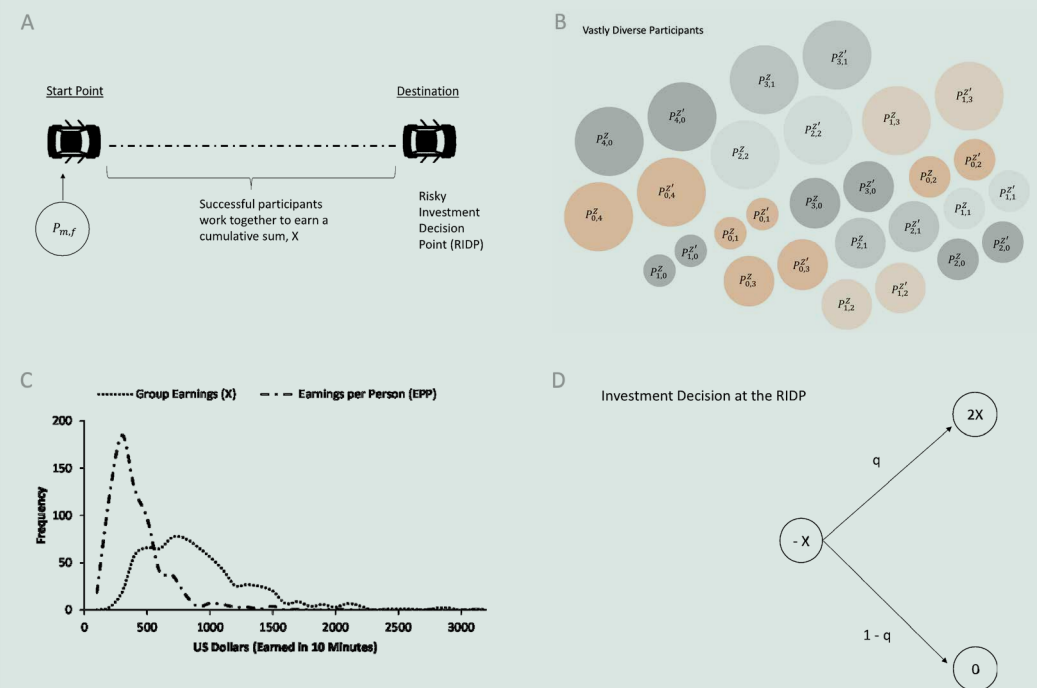 A
Start Point
Destination
P_{m,f}
Successful participants
work together to earn a
cumulative sum, X
Risky
Investment
Decision
Point (RIDP)
B
Vastly Diverse Participants
P^{Z'}_{3,1}
P^{Z}_{3,1}
P^{Z'}_{1,3}
P^{Z'}_{4,0}
P^{Z}_{1,3}
P^{Z'}_{2,2}
P^{Z}_{4,0}
P^{Z}_{2,2}
P^{Z'}_{0,2}
P^{Z}_{0,2}
P^{Z'}_{3,0}
P^{Z'}_{0,4}
P^{Z'}_{1,1}
P^{Z}_{3,0}
P^{Z}_{1,1}
P^{Z}_{0,4}
P^{Z'}_{0,1}
P^{Z'}_{2,1}
P^{Z}_{0,1}
P^{Z}_{2,1}
P^{Z'}_{2,0}
P^{Z'}_{1,0}
P^{Z}_{2,0}
P^{Z'}_{0,3}
P^{Z}_{1,0}
P^{Z}_{0,3}
P^{Z'}_{1,2}
P^{Z}_{1,2}
C
Group Earnings (X)
Earnings per Person (EPP)
200
150
100
50
0
Frequency
0 500 1000 1500 2000 2500 3000
US Dollars (Earned in 10 Minutes)
D
Investment Decision at the RIDP
2X
q
- X
1 - q
0